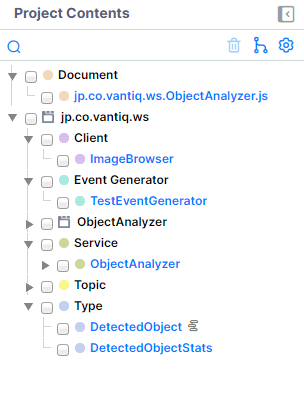 Project Contents
Document
jp.co.vantiq.ws.ObjectAnalyzer.js
jp.co.vantiq.ws
Client
ImageBrowser
Event Generator
TestEventGenerator
ObjectAnalyzer
Service
ObjectAnalyzer
Topic
Type
DetectedObject
DetectedObjectStats